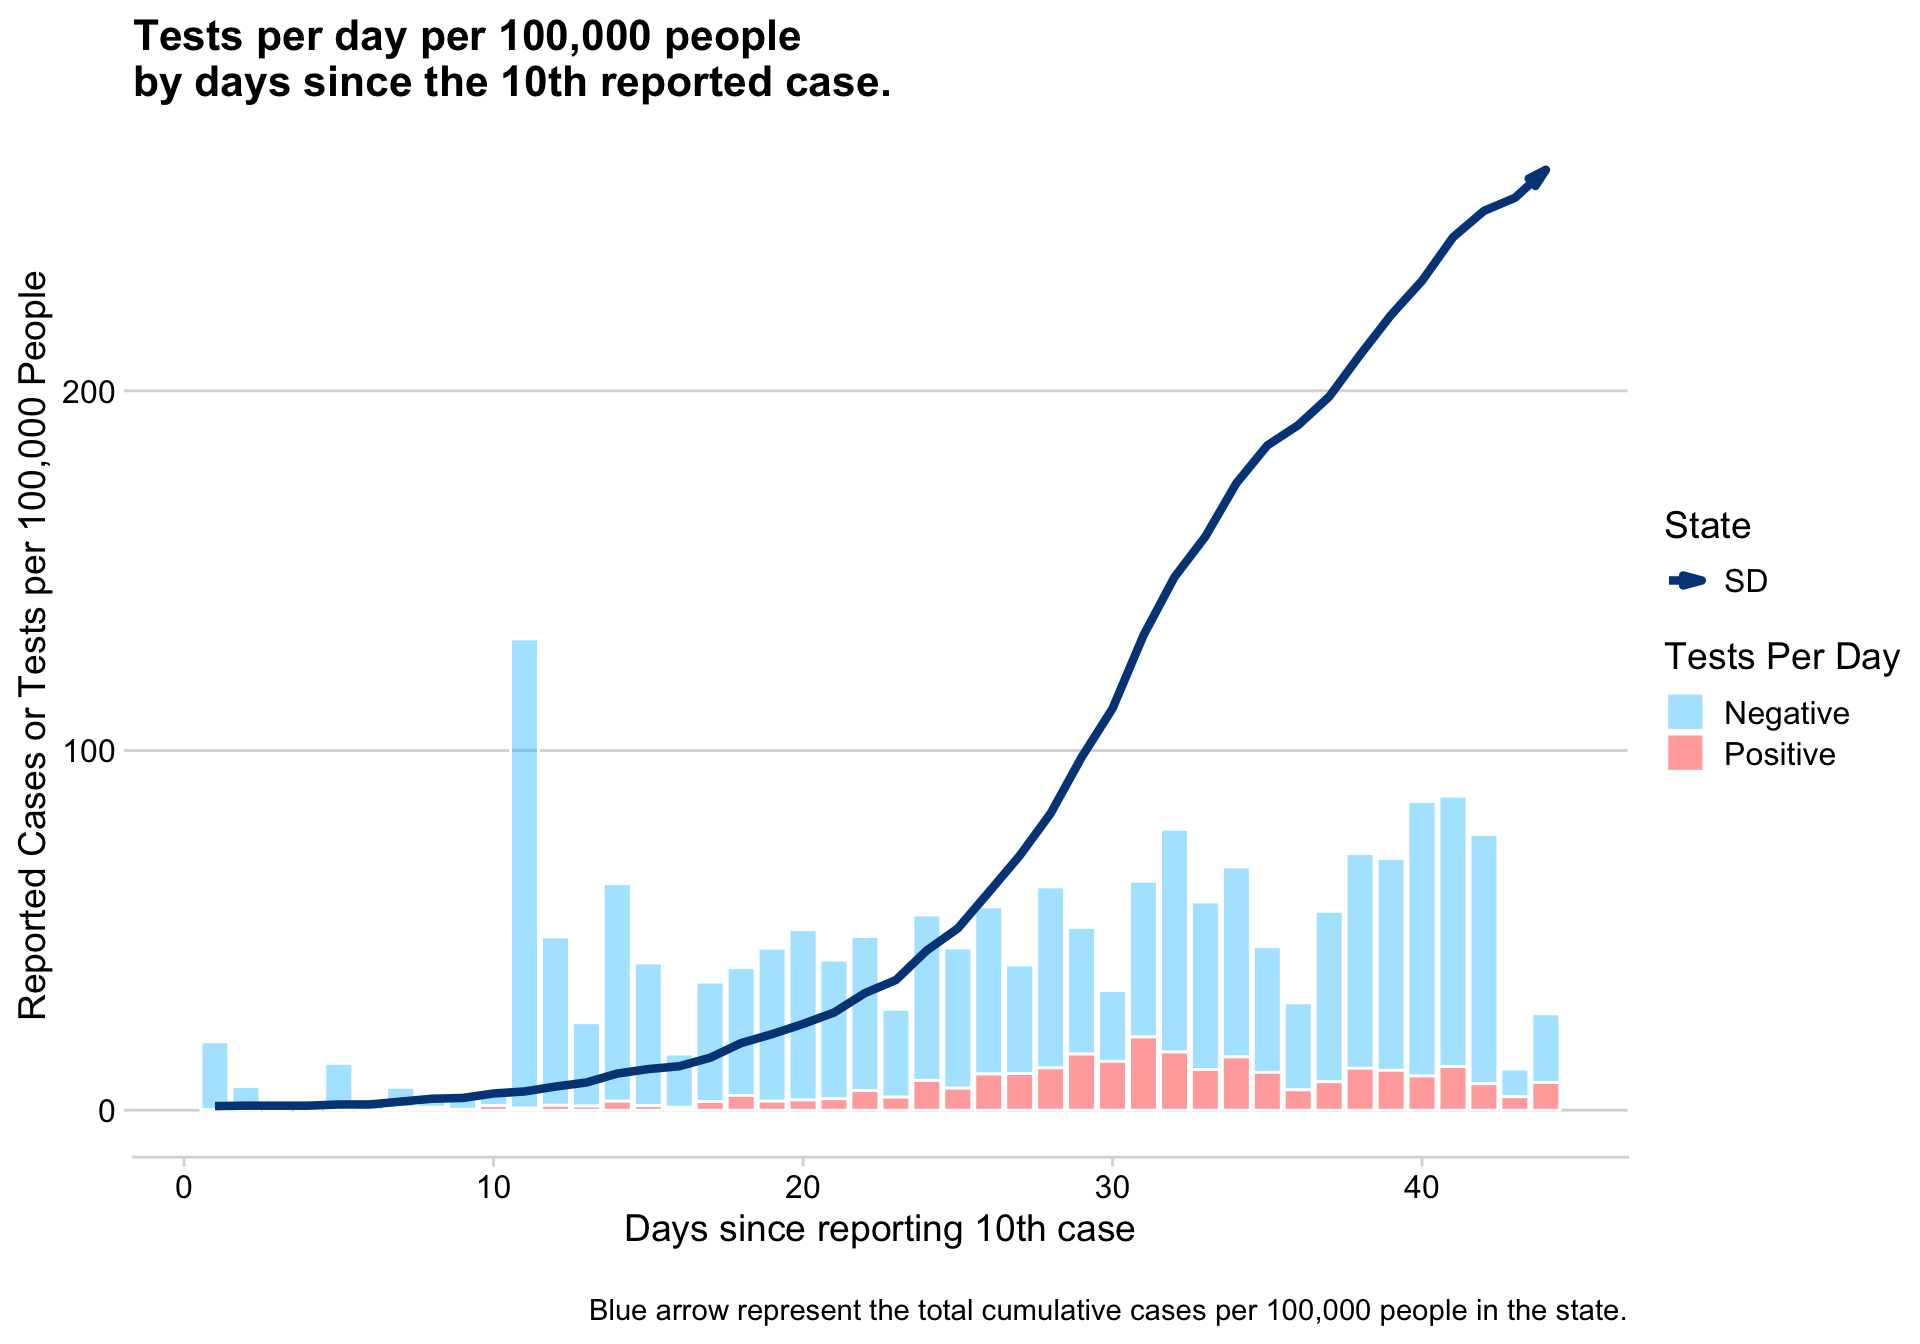 Tests per day per 100,000 people
by days since the 10th reported case.
Reported Cases or Tests per 100,000 People
200
100
0
0
10
20
30
40
Days since reporting 10th case
State
SD
Tests Per Day
Negative
Positive
Blue arrow represent the total cumulative cases per 100,000 people in the state.